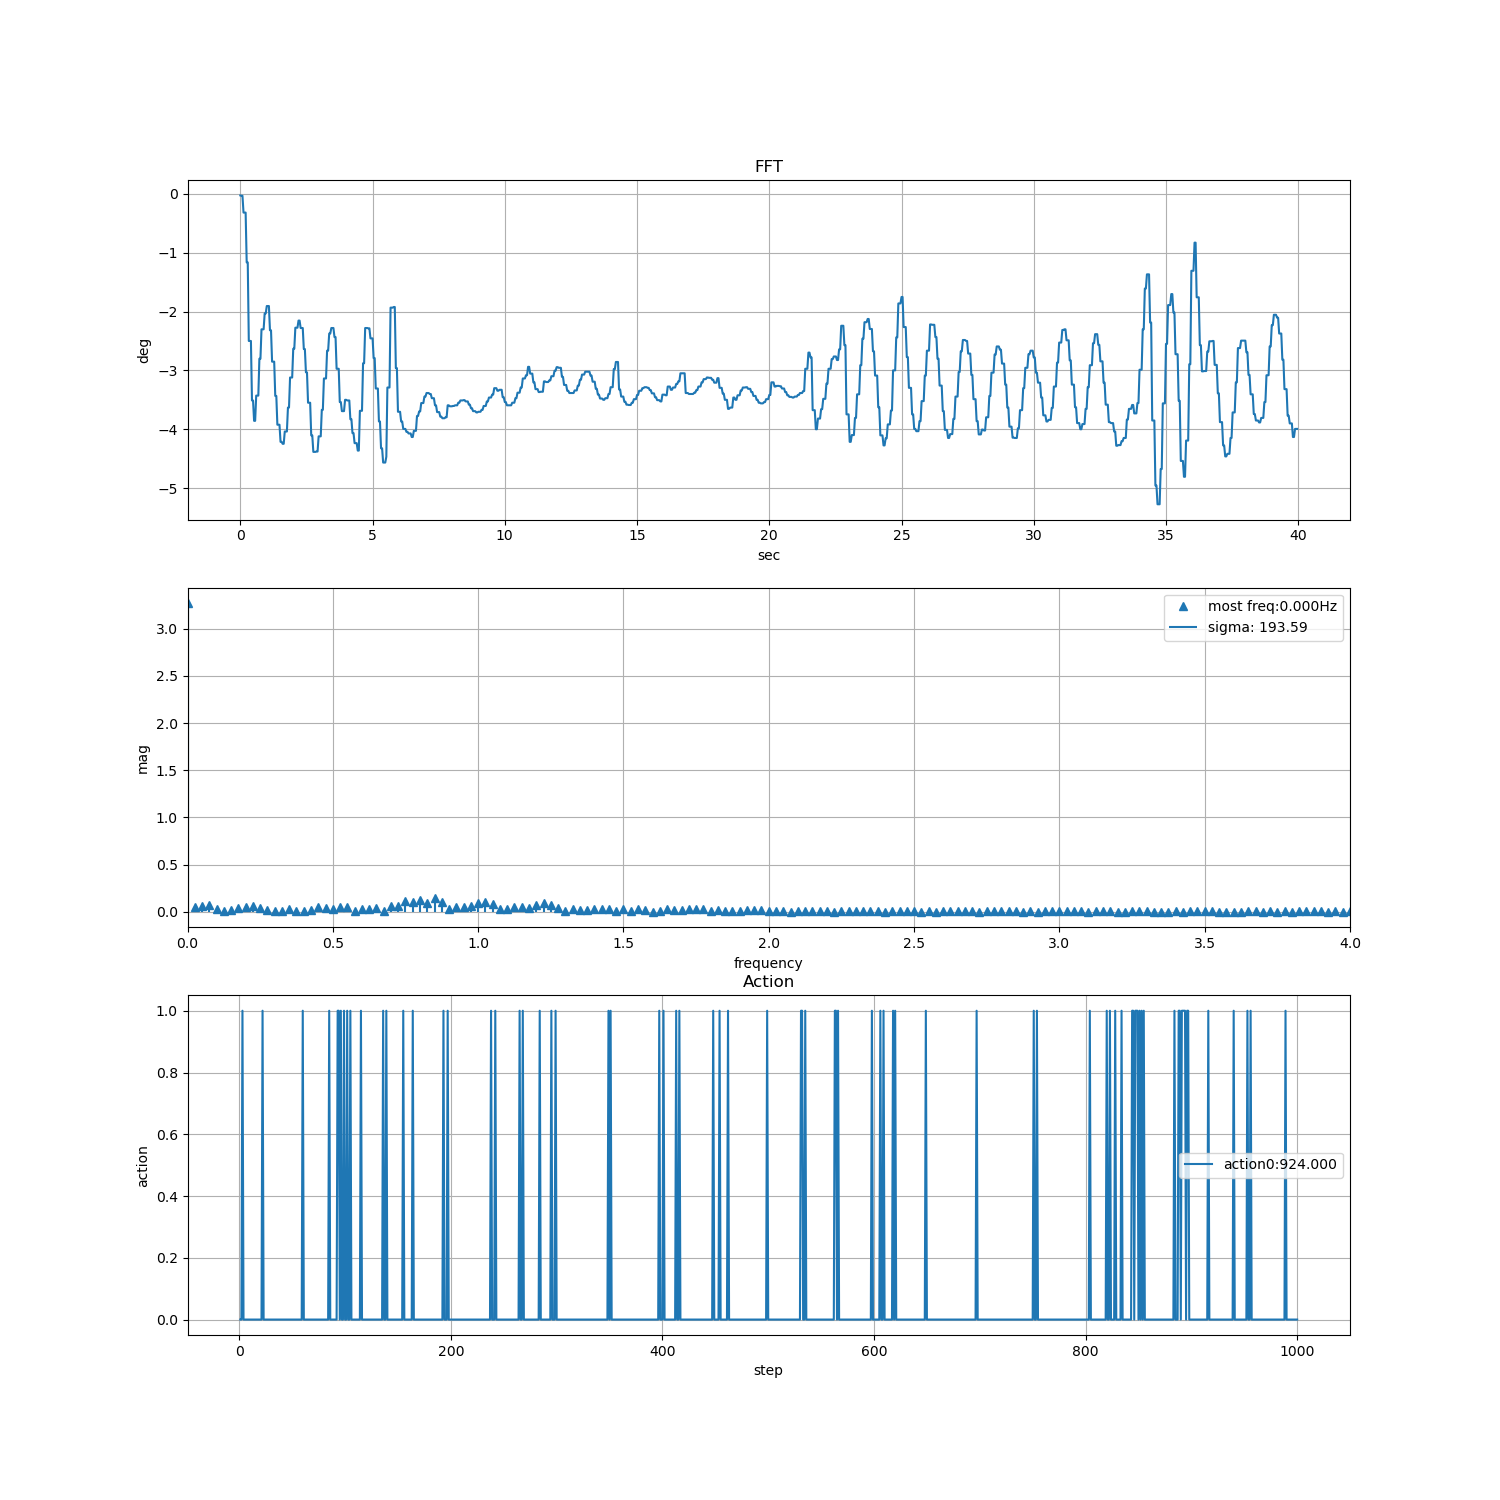 FFT
0
−1
−2
−3
−4
−5
deg
0 5 10 15 20 25 30 35 40
sec
most freq:0.000Hz
sigma: 193.59
3.0
2.5
2.0
1.5
1.0
0.5
0.0
mag
0.0 0.5 1.0 1.5 2.0 2.5 3.0 3.5 4.0
frequency
Action
1.0
0.8
0.6
0.4
0.2
0.0
action
action0:924.000
0 200 400 600 800 1000
step